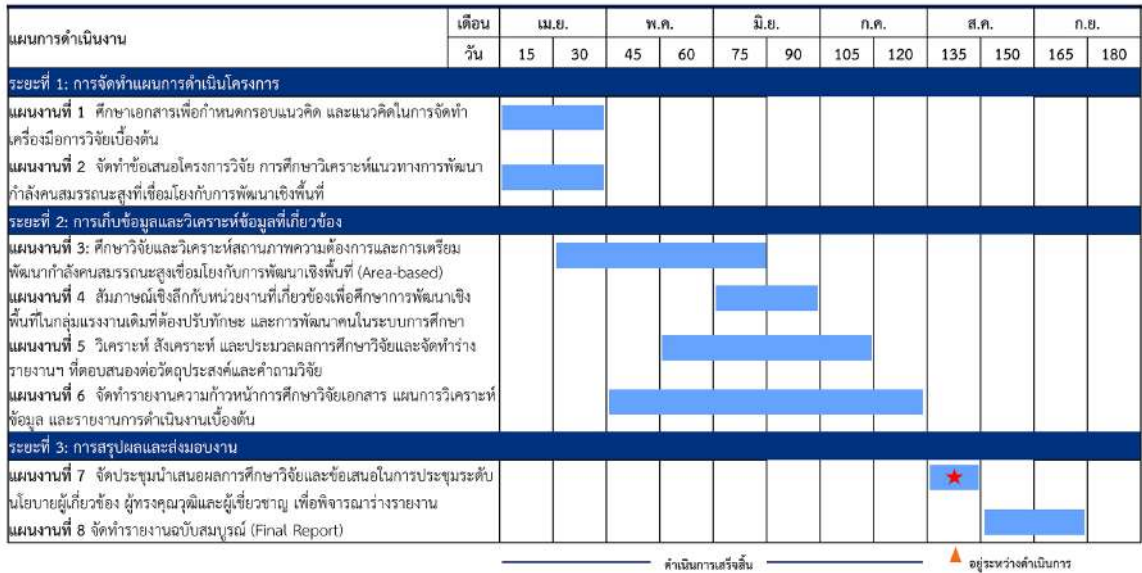 แผนการดำเนินงาน
เดือน เม.ย. พ.ค. มิ.ย. ก.ค. ส.ค. ก.ย.
วัน 15 30 45 60 75 90 105 120 135 150 165 180
ระยะที่ 1: การจัดทำแผนการดำเนินโครงการ
แผนงานที่ 1 ศึกษาเอกสารเพื่อกำหนดกรอบแนวคิด และแนวคิดในการจัดทำ
เครื่องมือการวิจัยเบื้องต้น
แผนงานที่ 2 จัดทำข้อเสนอโครงการวิจัย การศึกษาวิเคราะห์แนวทางการพัฒนา
กำลังคนสมรรถนะสูงที่เชื่อมโยงกับการพัฒนาเชิงพื้นที่
ระยะที่ 2: การเก็บข้อมูลและวิเคราะห์ข้อมูลที่เกี่ยวข้อง
แผนงานที่ 3: ศึกษาวิจัยและวิเคราะห์สถานภาพความต้องการและการเตรียม
พัฒนากำลังคนสมรรถนะสูงเชื่อมโยงกับการพัฒนาเชิงพื้นที่ (Area-based)
แผนงานที่ 4 สัมภาษณ์เชิงลึกกับหน่วยงานที่เกี่ยวข้องเพื่อศึกษาการพัฒนาเชิง
พื้นที่ในกลุ่มแรงงานเดิมที่ต้องปรับทักษะ และการพัฒนาคนในระบบการศึกษา
แผนงานที่ 5 วิเคราะห์ สังเคราะห์ และประมวลผลการศึกษาวิจัยและจัดทำร่าง
รายงานฯ ที่ตอบสนองต่อวัตถุประสงค์และคำถามวิจัย
แผนงานที่ 6 จัดทำรายงานความก้าวหน้าการศึกษาวิจัยเอกสาร แผนการวิเคราะห์
ข้อมูล และรายงานการดำเนินงานเบื้องต้น
ระยะที่ 3: การสรุปผลและส่งมอบงาน
แผนงานที่ 7 จัดประชุมนำเสนอผลการศึกษาวิจัยและข้อเสนอในการประชุมระดับ
นโยบายผู้เกี่ยวข้อง ผู้ทรงคุณวุฒิและผู้เชี่ยวชาญ เพื่อพิจารณาร่างรายงาน
แผนงานที่ 8 จัดทำรายงานฉบับสมบูรณ์ (Final Report)
ดำเนินการเสร็จสิ้น อยู่ระหว่างดำเนินการ